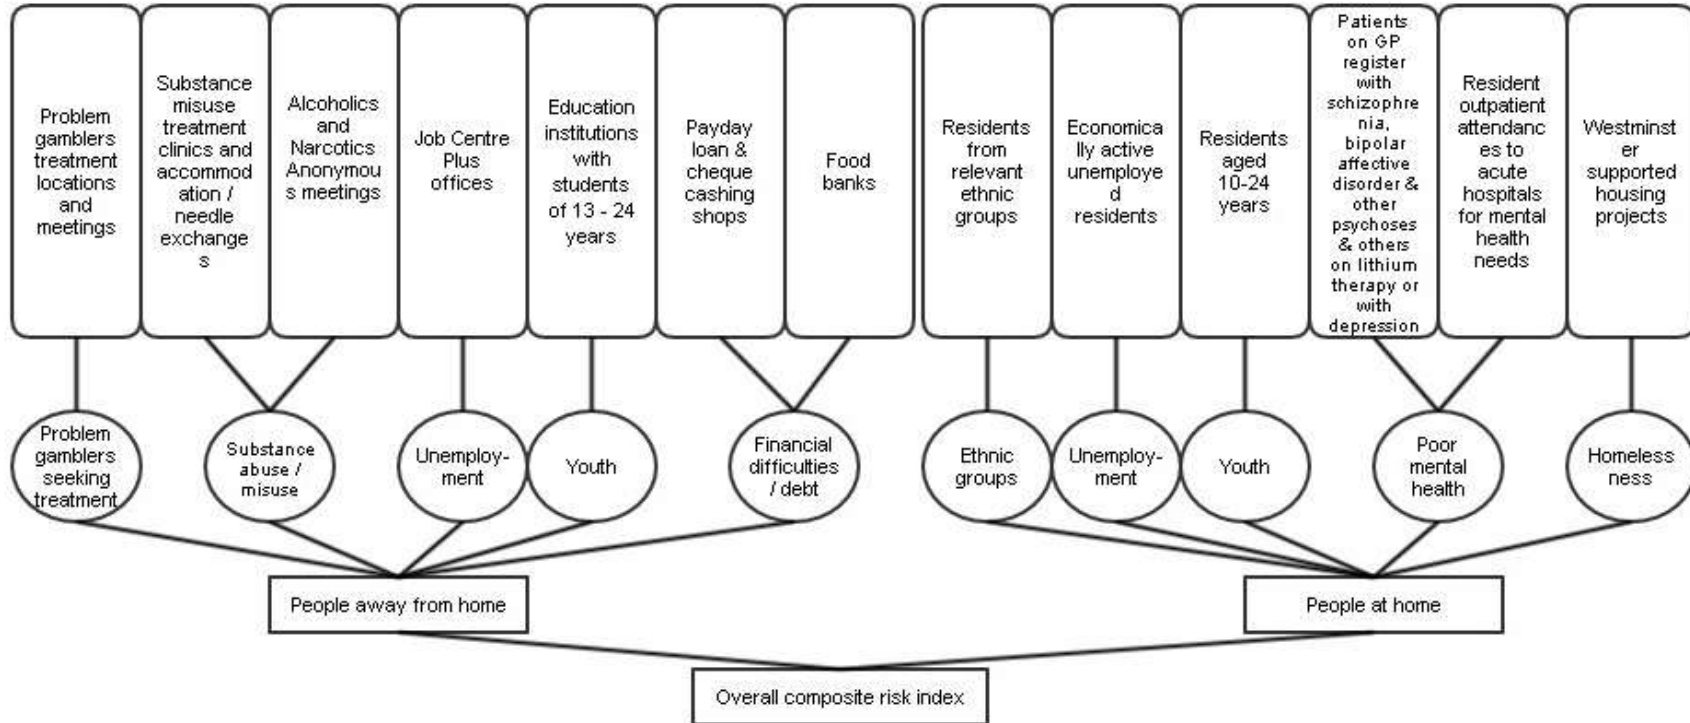 Problem
gamblers
treatment
locations
and
meetings
Substance
misuse
treatment
clinics and
accommod
ation /
needle
exchange
s
Alcoholics
and
Narcotics
Anonymou
s meetings
Job Centre
Plus
offices
Education
institutions
with
students
of 13 - 24
years
Payday
loan &
cheque
cashing
shops
Food
banks
Residents
from
relevant
ethnic
groups
Economica
lly active
unemploye
d
residents
Residents
aged
10-24
years
Patients
on GP
register
with
schizophre
nia,
bipolar
affective
disorder &
other
psychoses
& others
on lithium
therapy or
with
depression
Resident
outpatient
attendanc
es to
acute
hospitals
for mental
health
needs
Westminst
er
supported
housing
projects
Problem
gamblers
seeking
treatment
Substance
abuse /
misuse
Unemploy-
ment
Youth
Financial
difficulties
/ debt
Ethnic
groups
Unemploy-
ment
Youth
Poor
mental
health
Homeless
ness
People away from home
People at home
Overall composite risk index